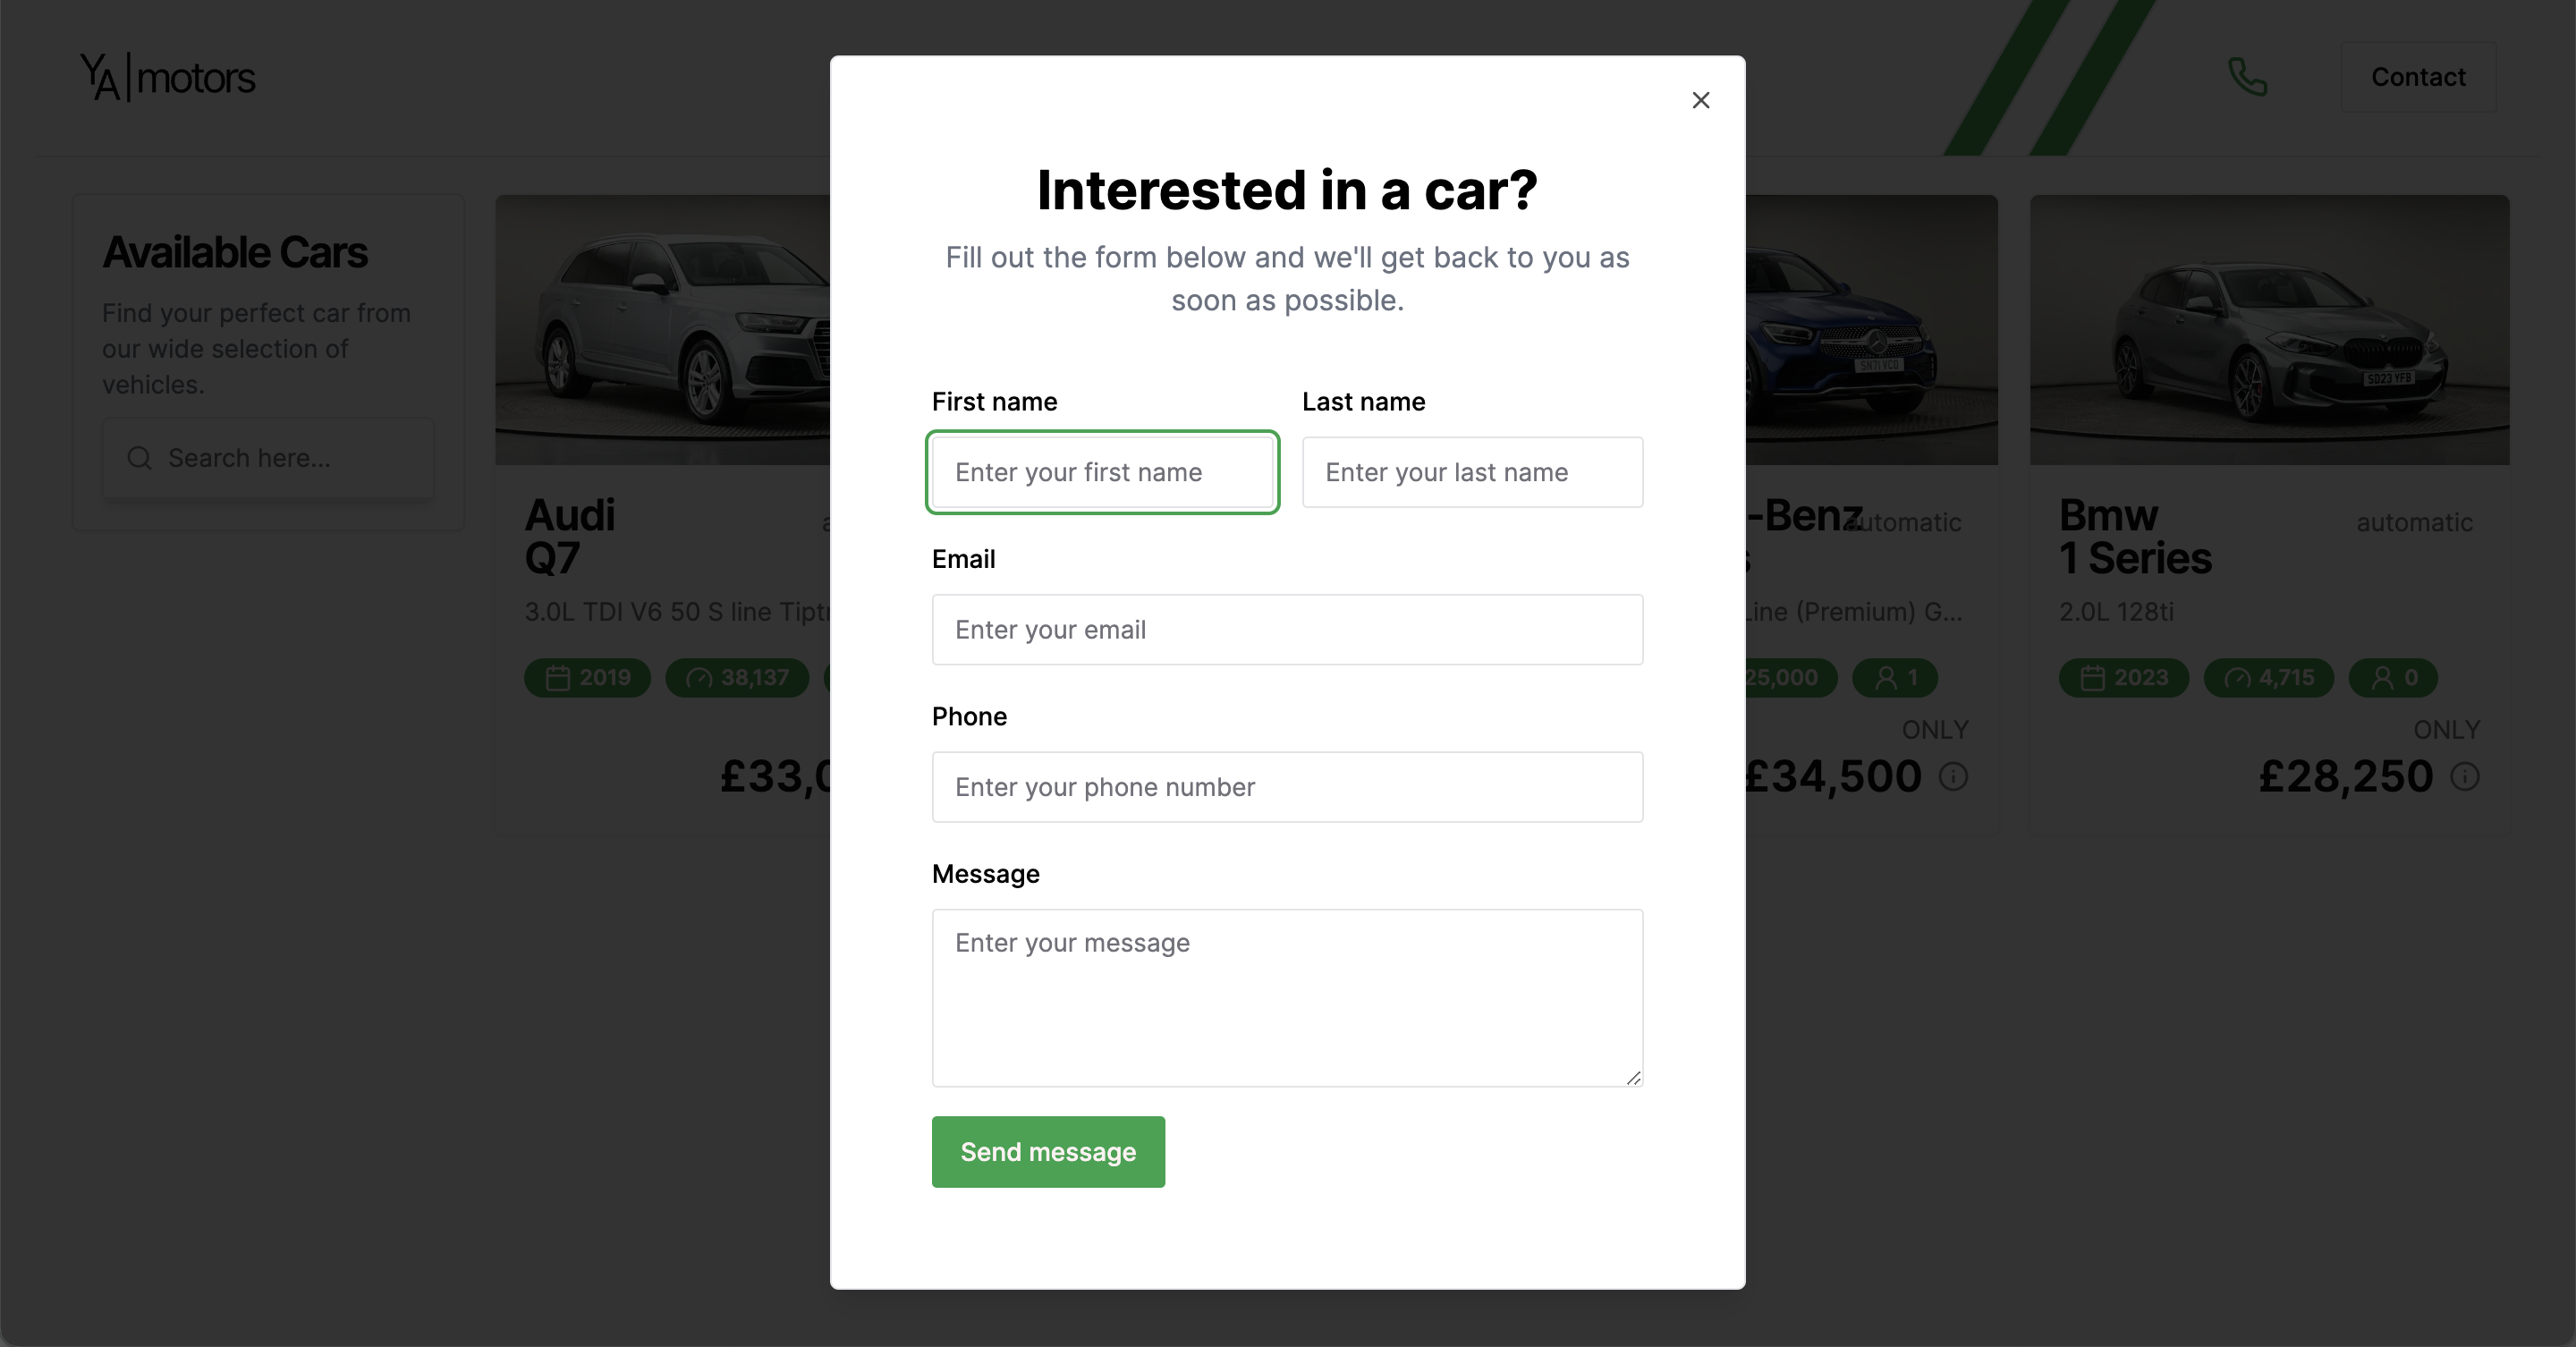 YA|motors
Contact
Available Cars
Find your perfect car from
our wide selection of
vehicles.
Search here...
Audi
Q7
3.0L TDI V6 50 S line
2019
38,137
Interested in a car?
Fill out the form below and we'll get back to you as
soon as possible.
First name
Last name
Enter your first name
Enter your last name
Email
Enter your email
Phone
Enter your phone number
Message
Enter your message
Send message
SN71 YCO
-Benz
automatic
Line (Premium) G...
25,000
1
ONLY
£34,500
SD23 YFB
Bmw
1 Series
automatic
2.0L 128ti
2023
4,715
0
ONLY
£28,250